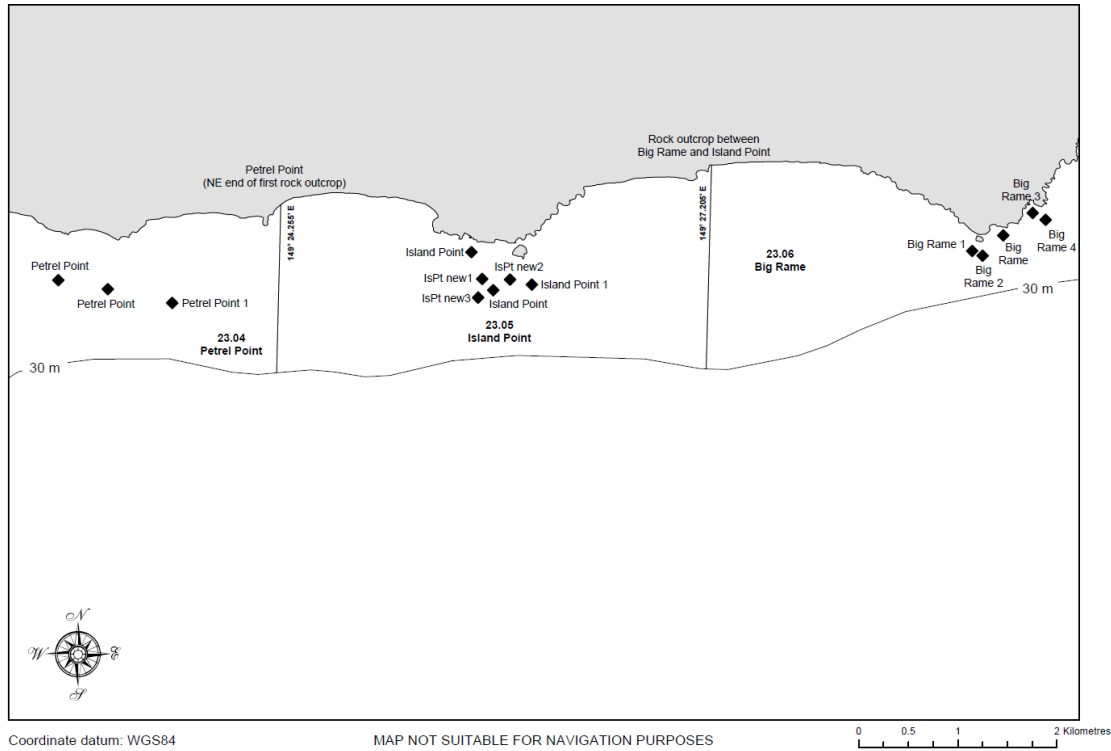 Rock outcrop between
Big Rame and Island Point
Petrel Point
(NE end of first rock outcrop)
149° 24.255' E
149° 27.205' E
Big
Rame 3
Big
Rame 4
Big Rame 1
Big
Rame
Big
Rame 2
23.06
Big Rame
30 m
Island Point
IsPt new2
IsPt new1
Island Point 1
IsPt new3
Island Point
23.05
Island Point
Petrel Point
Petrel Point
Petrel Point 1
23.04
Petrel Point
30 m
N
W
E
S
Coordinate datum: WGS84
MAP NOT SUITABLE FOR NAVIGATION PURPOSES
0 0.5 1 2 Kilometres